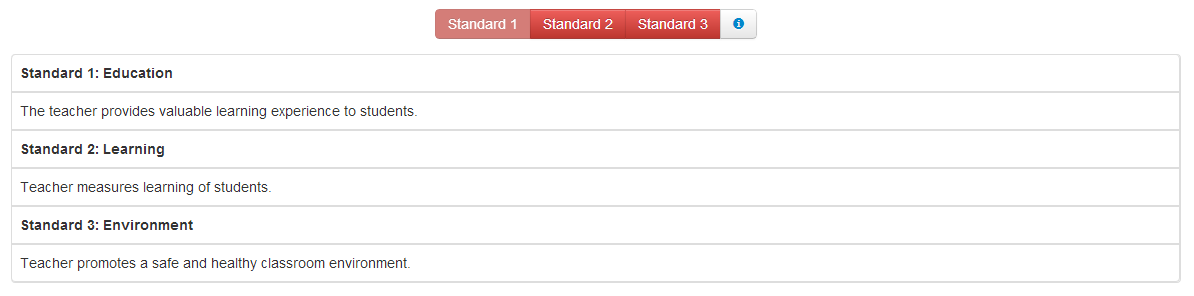 Standard 1 Standard 2 Standard 3
Standard 1: Education
The teacher provides valuable learning experience to students.
Standard 2: Learning
Teacher measures learning of students.
Standard 3: Environment
Teacher promotes a safe and healthy classroom environment.